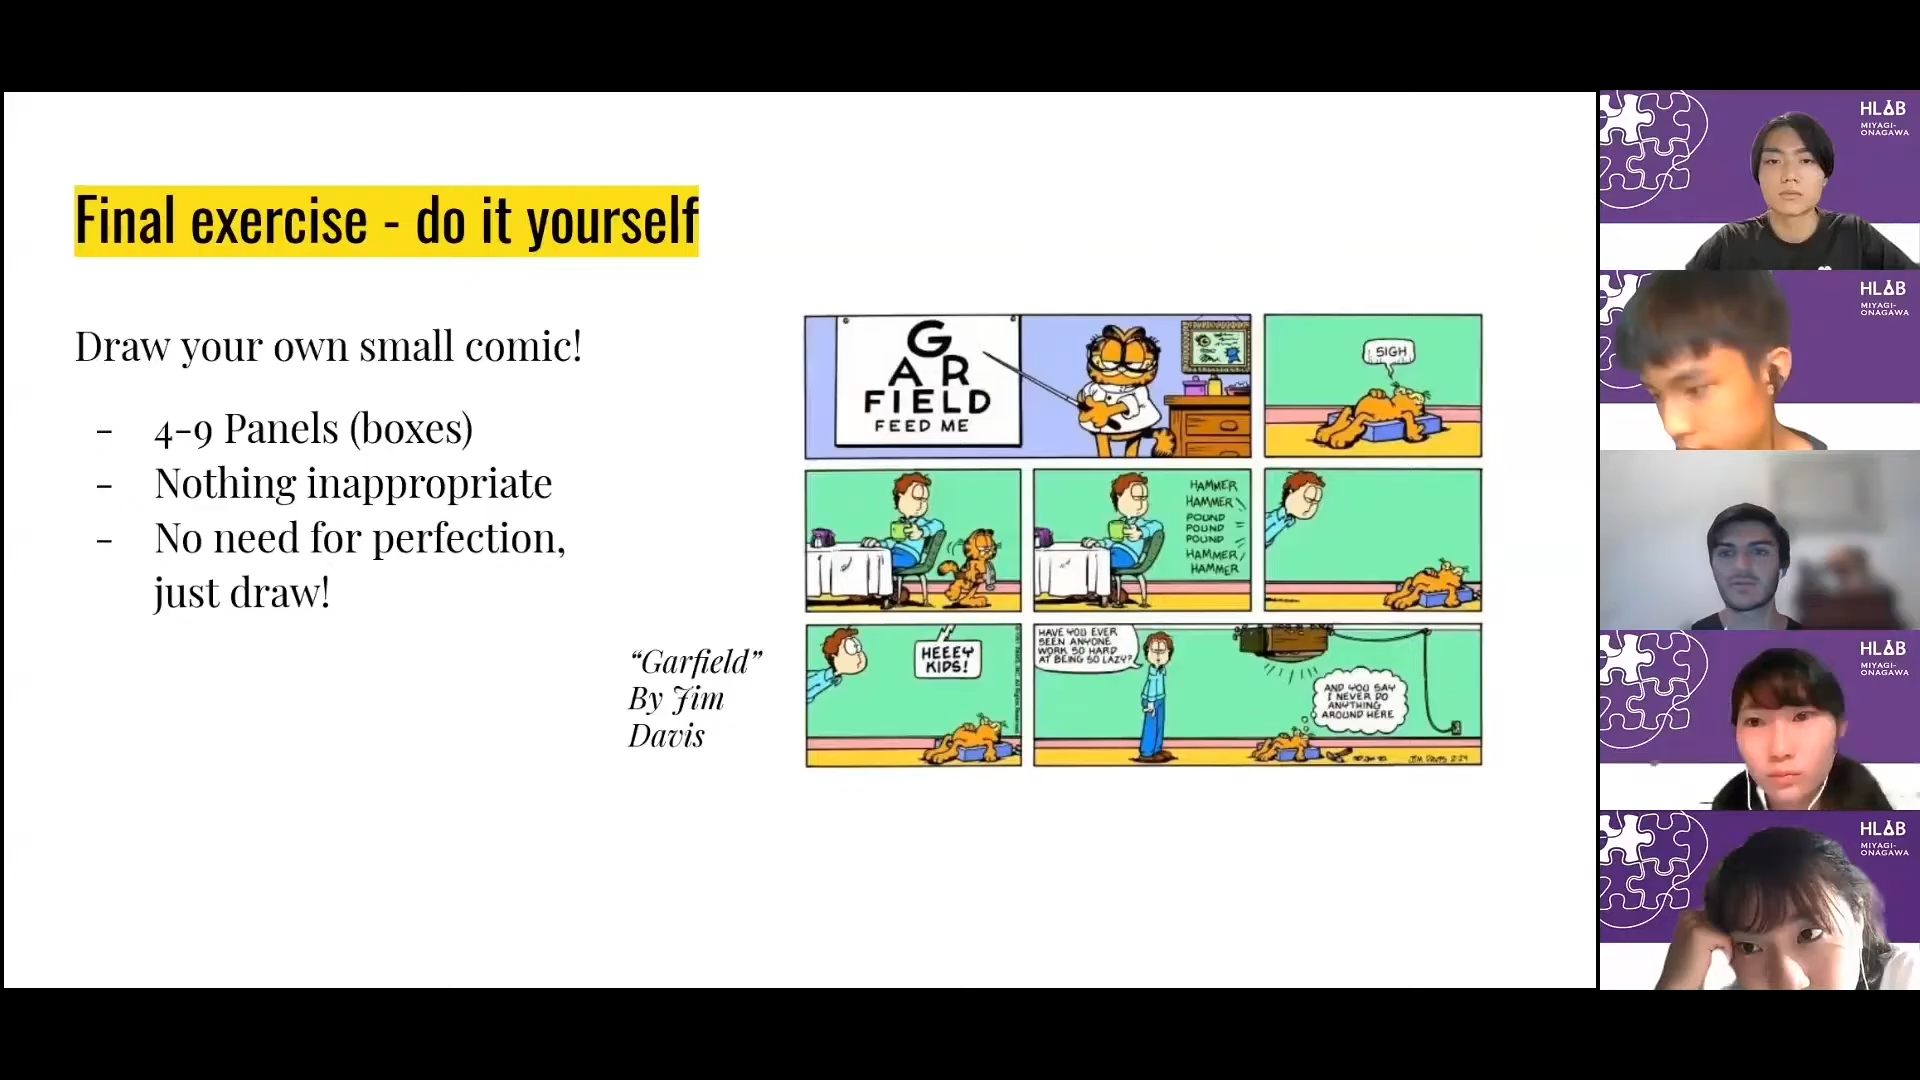 Final exercise - do it yourself
Draw your own small comic!
- 4-9 Panels (boxes)
- Nothing inappropriate
- No need for perfection,
just draw!
“Garfield”
By Jim
Davis
G
A R
FIELD
FEED ME
SIGH
HAMMER
HAMMER
POUND
POUND
POUND
HAMMER
HAMMER
HEEEY
KIDS!
HAVE YOU EVER
SEEN ANYONE
WORK SO HARD
AT BEING SO LAZY?
AND YOU SAY
I NEVER DO
ANYTHING
AROUND HERE
JIM DAVIS 2-24
HLAB
MIYAGI-
ONAGAWA
HLAB
MIYAGI-
ONAGAWA
HLAB
MIYAGI-
ONAGAWA
HLAB
MIYAGI-
ONAGAWA